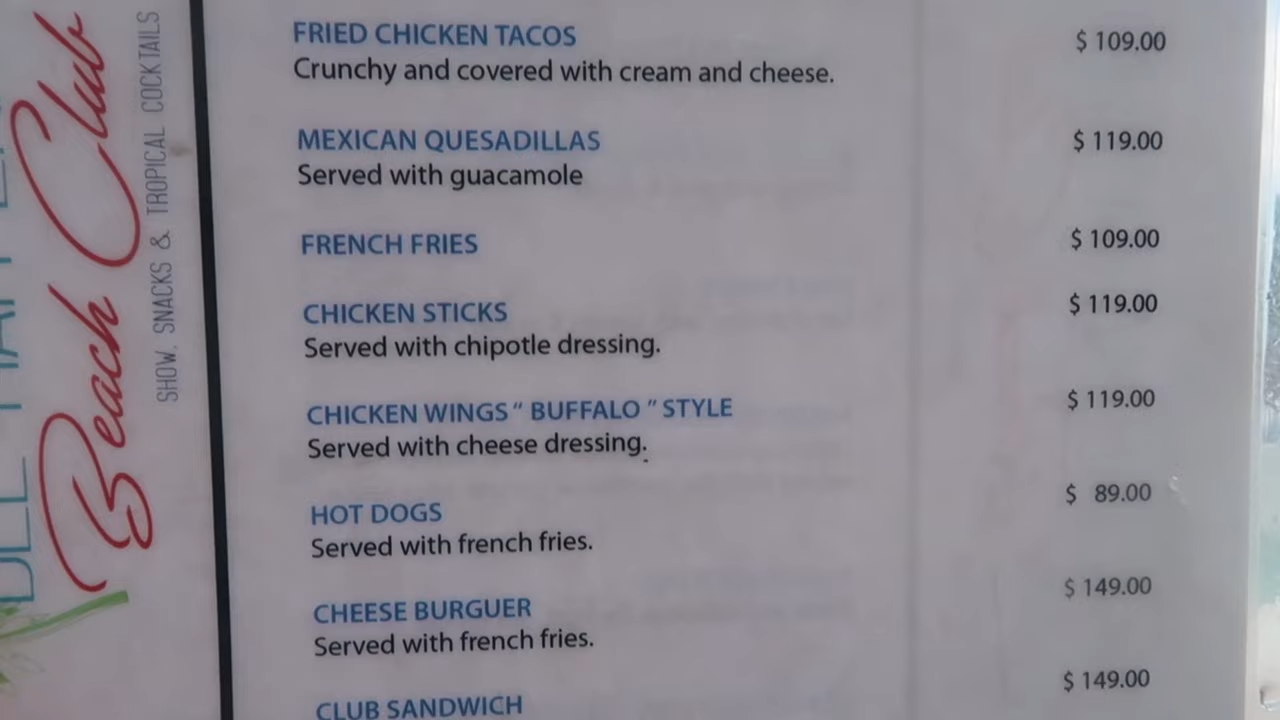 Beach Club
SHOW, SNACKS & TROPICAL COCKTAILS
FRIED CHICKEN TACOS $ 109.00
Crunchy and covered with cream and cheese.
MEXICAN QUESADILLAS $ 119.00
Served with guacamole
FRENCH FRIES $ 109.00
CHICKEN STICKS $ 119.00
Served with chipotle dressing.
CHICKEN WINGS “ BUFFALO ” STYLE $ 119.00
Served with cheese dressing.
HOT DOGS $ 89.00
Served with french fries.
CHEESE BURGUER $ 149.00
Served with french fries.
CLUB SANDWICH $ 149.00